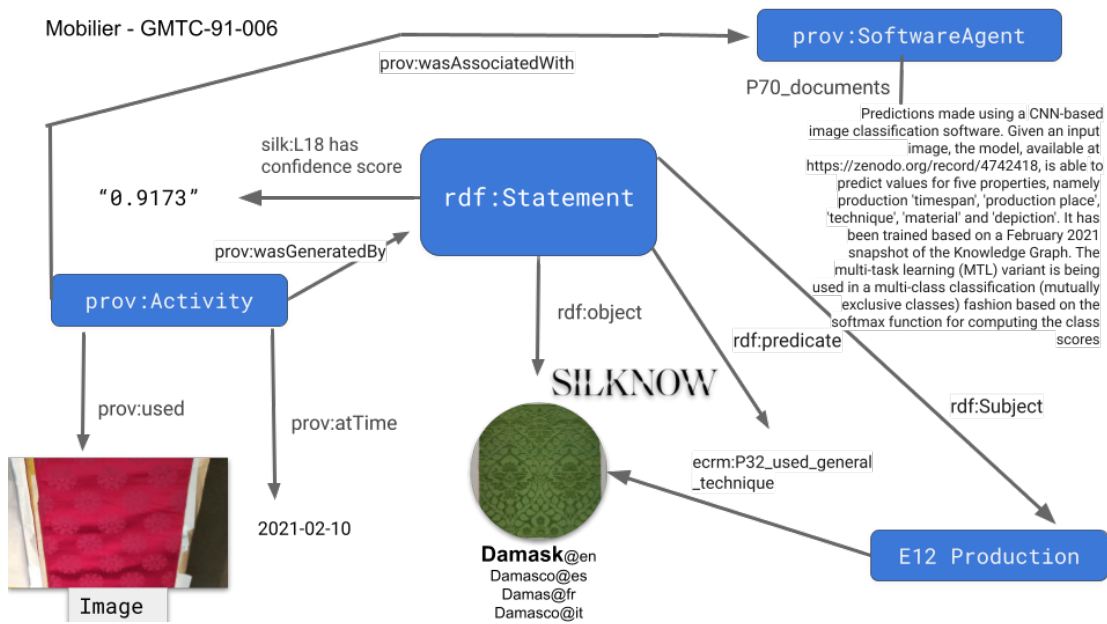 Mobilier - GMTC-91-006
prov:SoftwareAgent
prov:wasAssociatedWith
P70_documents
Predictions made using a CNN-based
image classification software. Given an input
image, the model, available at
https://zenodo.org/record/4742418, is able to
predict values for five properties, namely
production 'timespan', 'production place',
'technique', 'material' and 'depiction'. It has
been trained based on a February 2021
snapshot of the Knowledge Graph. The
multi-task learning (MTL) variant is being
used in a multi-class classification (mutually
exclusive classes) fashion based on the
softmax function for computing the class
scores
silk:L18 has
confidence score
“0.9173”
rdf:Statement
prov:wasGeneratedBy
prov:Activity
rdf:object
rdf:predicate
rdf:Subject
prov:used
prov:atTime
SILKNOW
ecrm:P32_used_general
_technique
2021-02-10
Damask@en
Damasco@es
Damas@fr
Damasco@it
E12 Production
Image